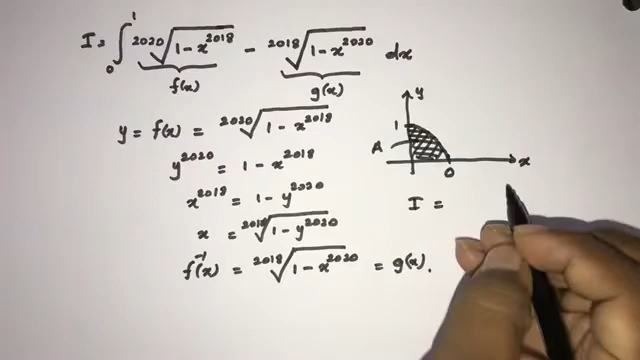 I = ∫₀¹ ²⁰²⁰√(1-x²⁰¹⁸) - ²⁰¹⁸√(1-x²⁰²⁰) dx
f(x) g(x)
y = f(x) = ²⁰²⁰√(1-x²⁰¹⁸)
y²⁰²⁰ = 1-x²⁰¹⁸
x²⁰¹⁸ = 1-y²⁰²⁰
x = ²⁰¹⁸√(1-y²⁰²⁰)
f⁻¹(x) = ²⁰¹⁸√(1-x²⁰²⁰) = g(x).
y
1
A
0
x
I =